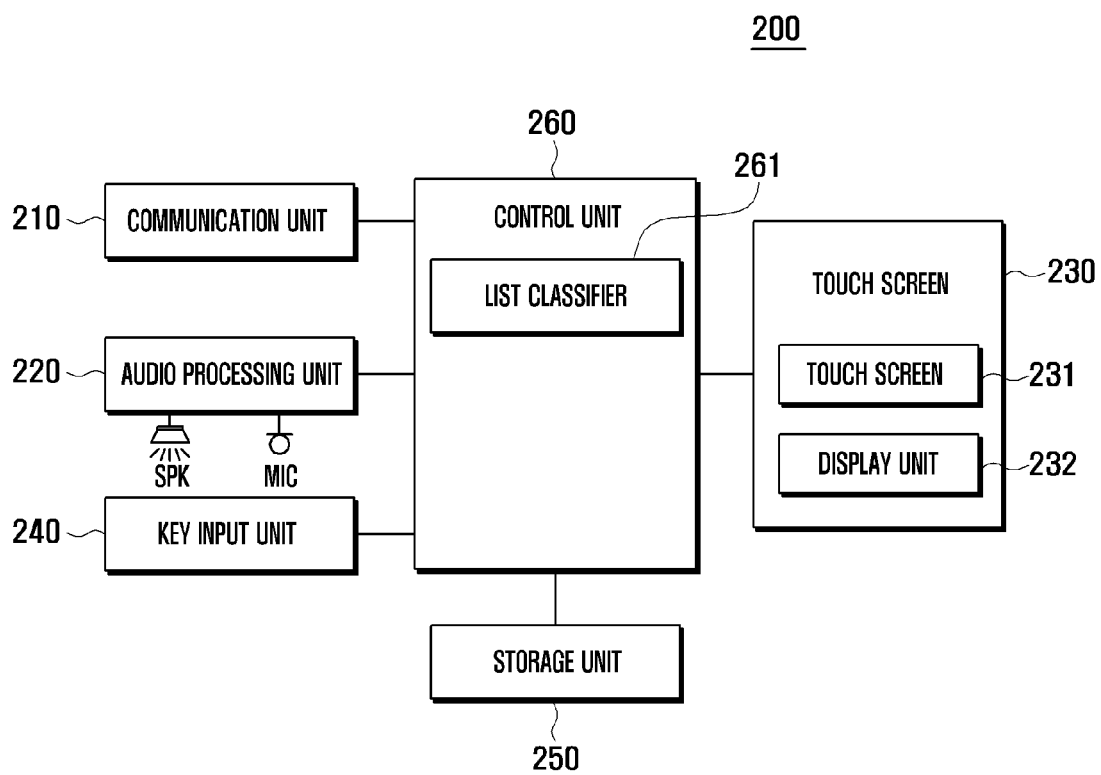 200
260
261
210
COMMUNICATION UNIT
CONTROL UNIT
LIST CLASSIFIER
230
TOUCH SCREEN
220
AUDIO PROCESSING UNIT
TOUCH SCREEN
231
SPK
MIC
DISPLAY UNIT
232
240
KEY INPUT UNIT
STORAGE UNIT
250